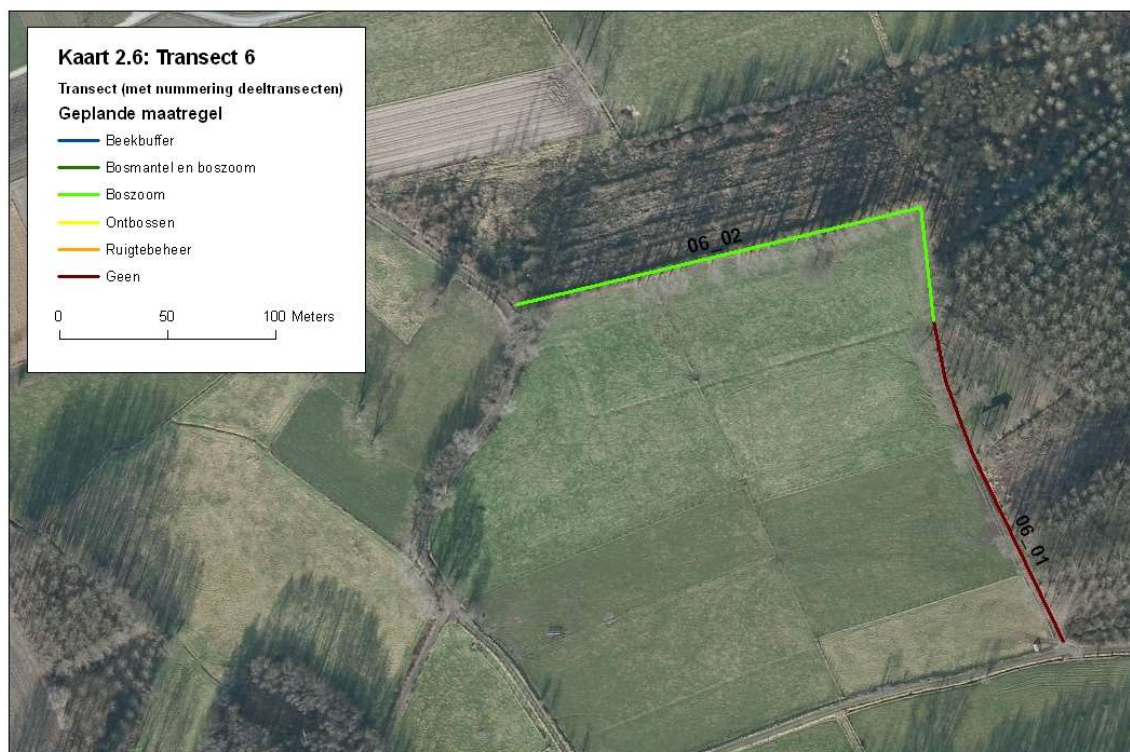 Kaart 2.6: Transect 6
Transect (met nummering deeltransecten)
Geplande maatregel
Beekbuffer
Bosmantel en boszoom
Boszoom
Ontbossen
Ruigtebeheer
Geen
0 50 100 Meters
06_02
06_01